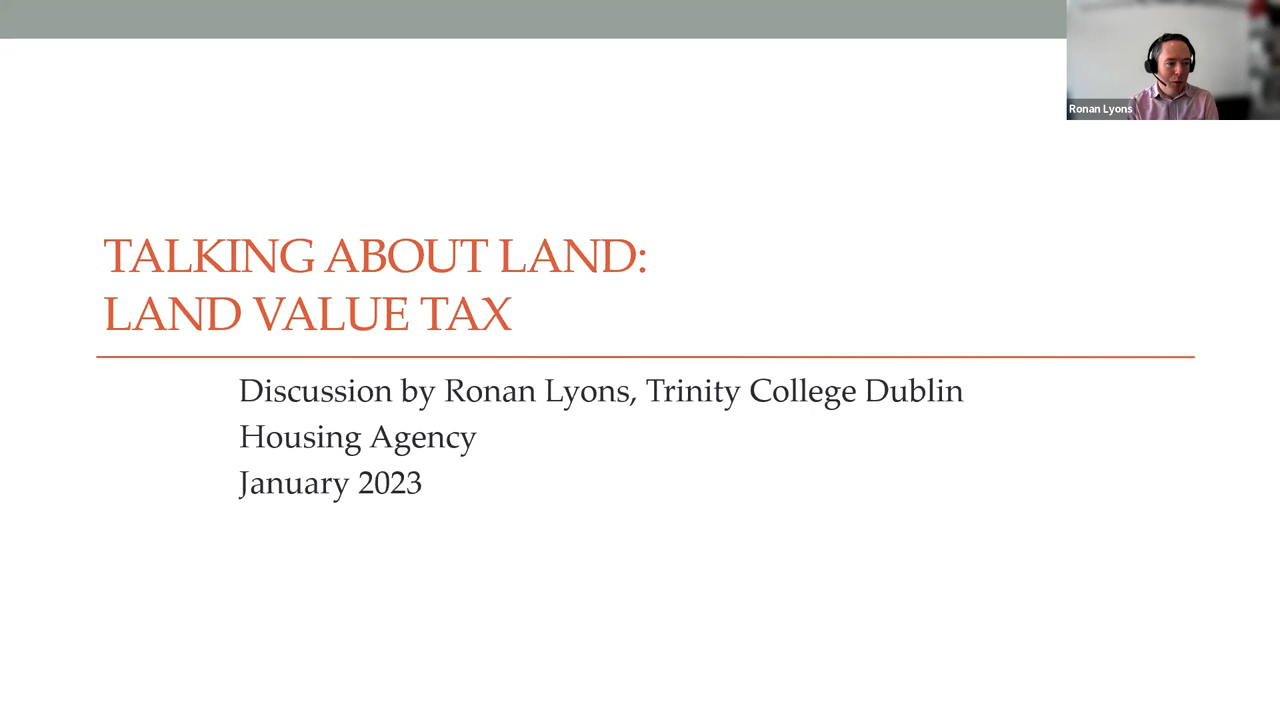 Ronan Lyons
TALKING ABOUT LAND:
LAND VALUE TAX
Discussion by Ronan Lyons, Trinity College Dublin
Housing Agency
January 2023